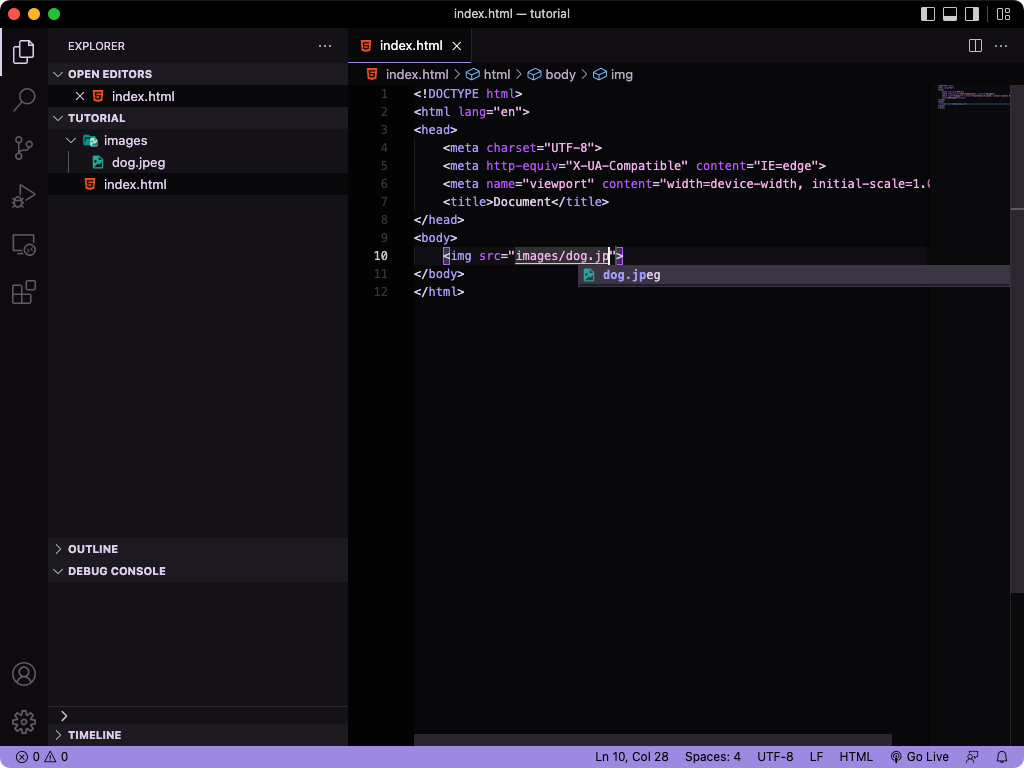 index.html — tutorial
EXPLORER
OPEN EDITORS
index.html
TUTORIAL
images
dog.jpeg
index.html
OUTLINE
DEBUG CONSOLE
TIMELINE
index.html
index.html > html > body > img
1 <!DOCTYPE html>
2 <html lang="en">
3 <head>
4 <meta charset="UTF-8">
5 <meta http-equiv="X-UA-Compatible" content="IE=edge">
6 <meta name="viewport" content="width=device-width, initial-scale=1.0
7 <title>Document</title>
8 </head>
9 <body>
10 <img src="images/dog.jp">
dog.jpeg
11 </body>
12 </html>
0 0
Ln 10, Col 28 Spaces: 4 UTF-8 LF HTML Go Live